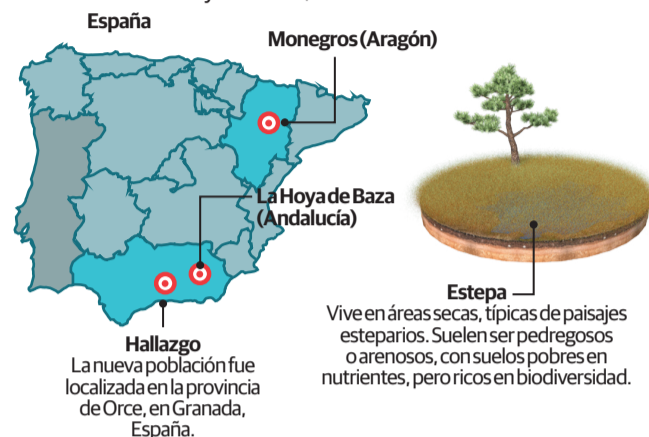 España
Monegros (Aragón)
La Hoya de Baza
(Andalucía)
Hallazgo
La nueva población fue
localizada en la provincia
de Orce, en Granada,
España.
Estepa
Vive en áreas secas, típicas de paisajes
esteparios. Suelen ser pedregosos
o arenosos, con suelos pobres en
nutrientes, pero ricos en biodiversidad.